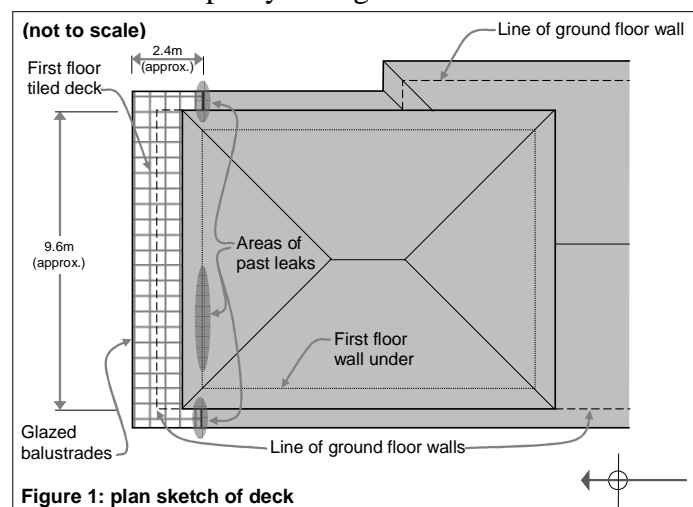 (not to scale)
2.4m
(approx.)
Line of ground floor wall
First floor
tiled deck
9.6m
(approx.)
Areas of
past leaks
First floor
wall under
Glazed
balustrades
Line of ground floor walls
Figure 1: plan sketch of deck